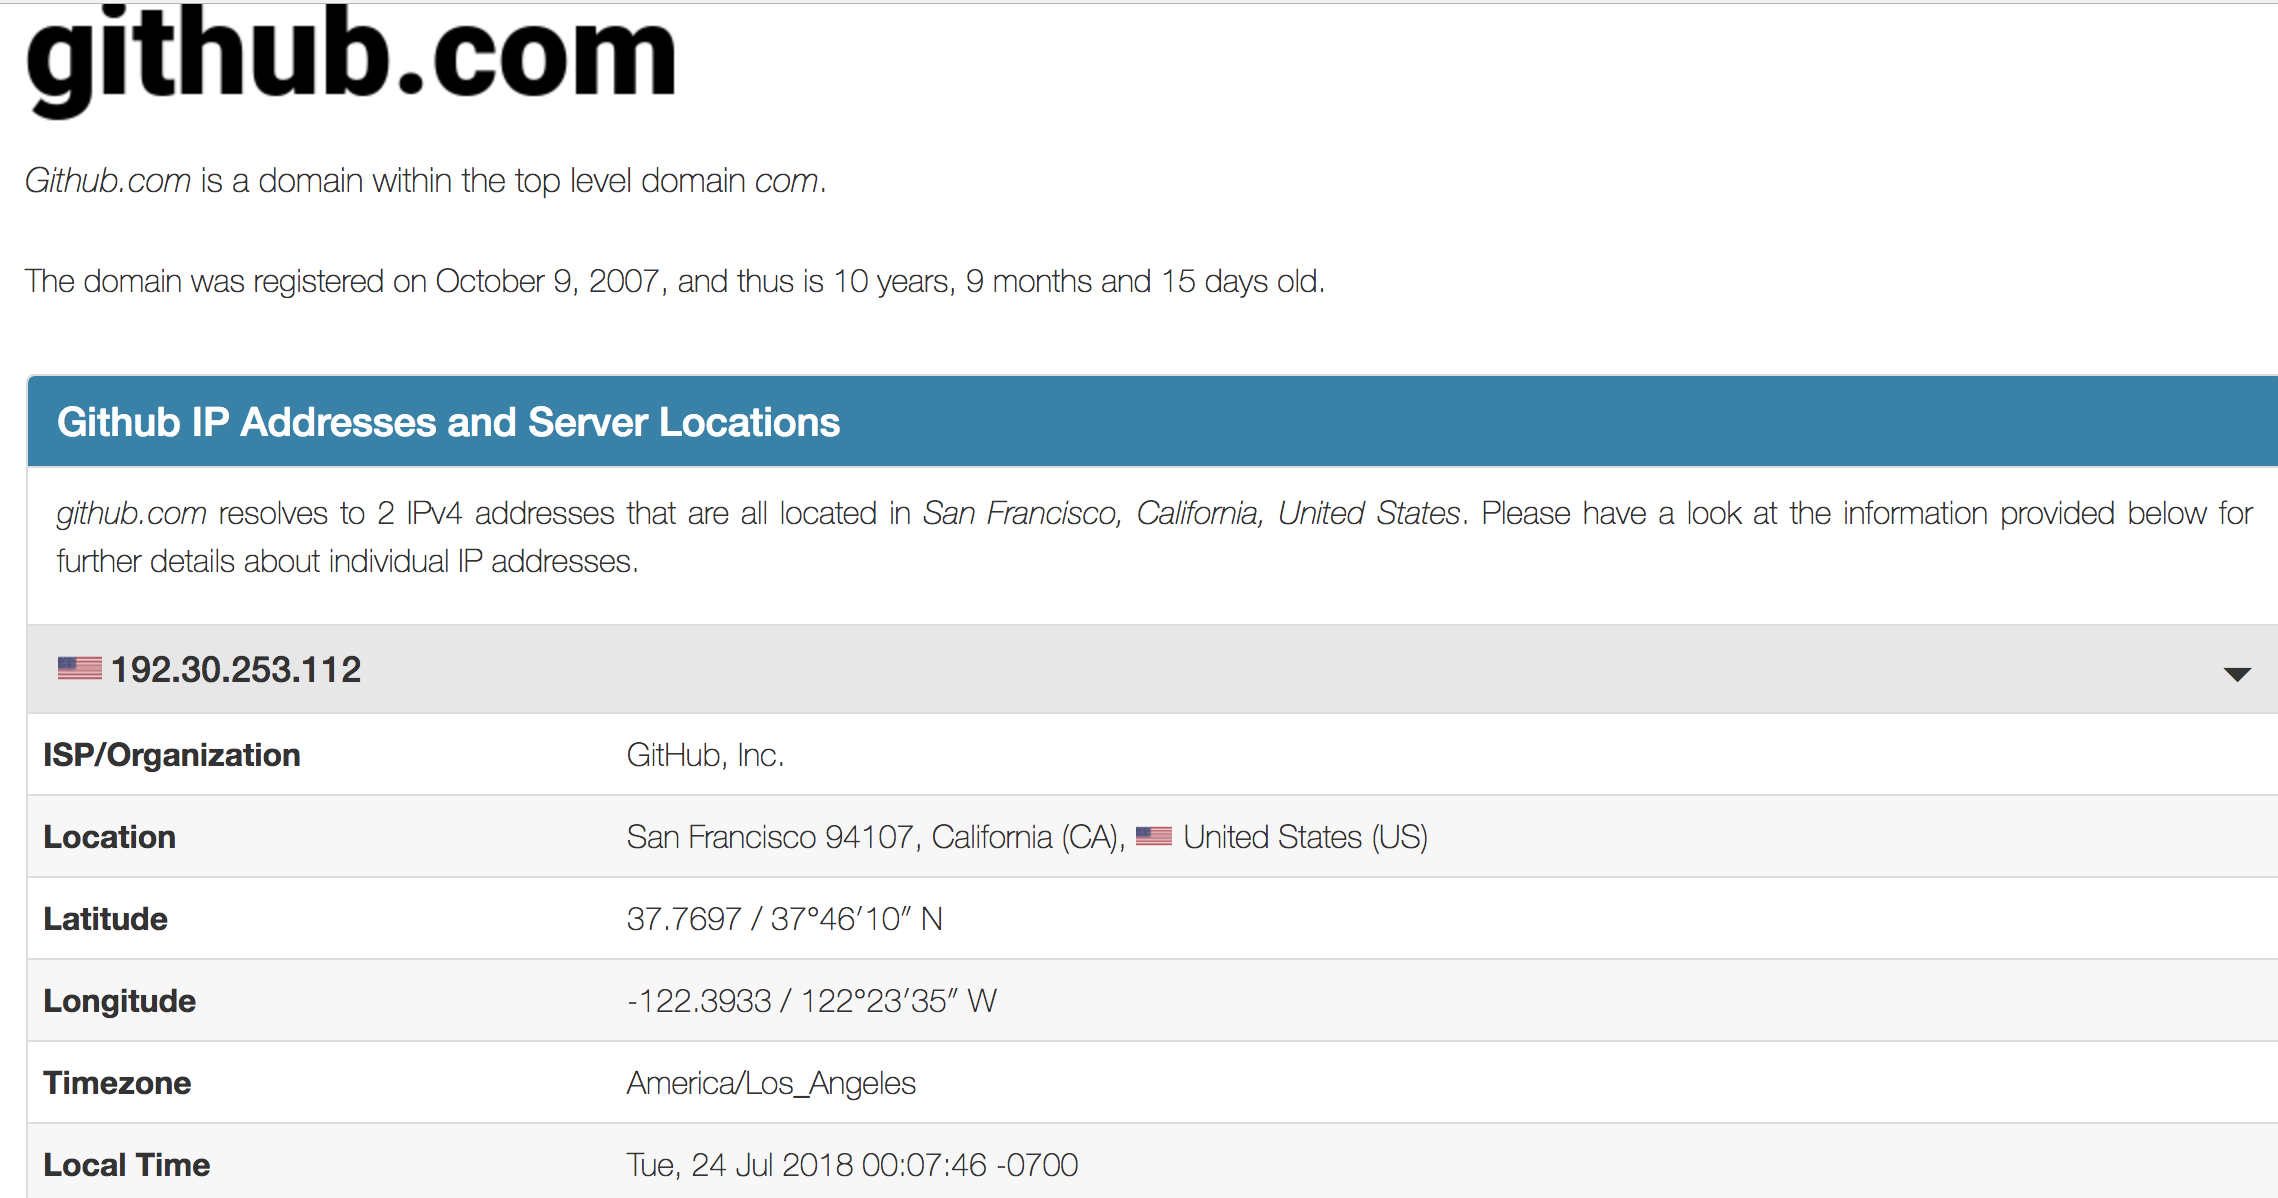 github.com
Github.com is a domain within the top level domain com.
The domain was registered on October 9, 2007, and thus is 10 years, 9 months and 15 days old.
Github IP Addresses and Server Locations
github.com resolves to 2 IPv4 addresses that are all located in San Francisco, California, United States. Please have a look at the information provided below for
further details about individual IP addresses.
192.30.253.112
ISP/Organization GitHub, Inc.
Location San Francisco 94107, California (CA), United States (US)
Latitude 37.7697 / 37°46′10″ N
Longitude -122.3933 / 122°23′35″ W
Timezone America/Los_Angeles
Local Time Tue, 24 Jul 2018 00:07:46 -0700